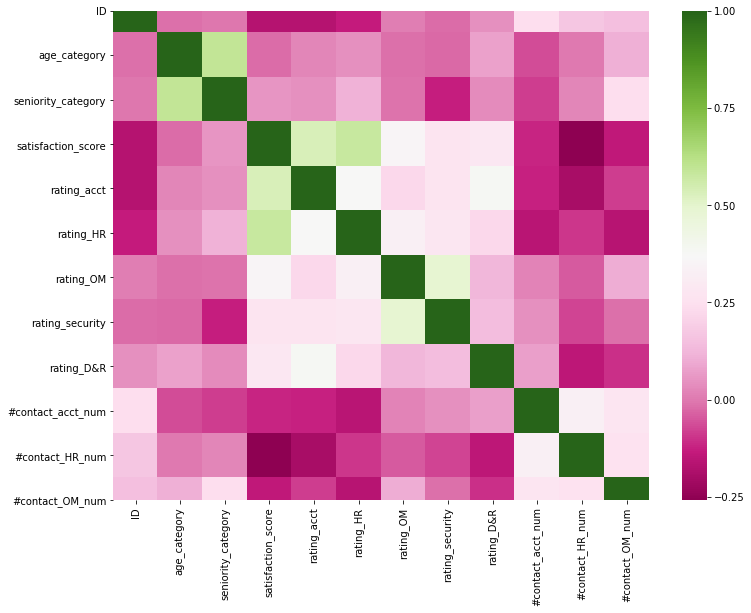 ID
age_category
seniority_category
satisfaction_score
rating_acct
rating_HR
rating_OM
rating_security
rating_D&R
#contact_acct_num
#contact_HR_num
#contact_OM_num
ID
age_category
seniority_category
satisfaction_score
rating_acct
rating_HR
rating_OM
rating_security
rating_D&R
#contact_acct_num
#contact_HR_num
#contact_OM_num
1.00
0.75
0.50
0.25
0.00
−0.25